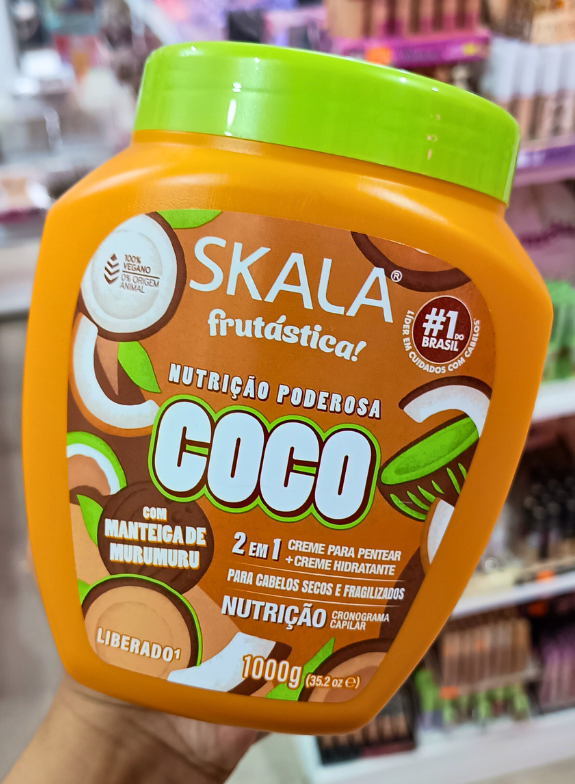 100%
VEGANO
0% ORIGEM
ANIMAL
SKALA®
frutástica!
#1 DO
BRASIL
LÍDER EM CUIDADOS COM CABELOS
NUTRIÇÃO PODEROSA
COCO
COM
MANTEIGA DE
MURUMURU
2 EM 1 CREME PARA PENTEAR
+CREME HIDRATANTE
PARA CABELOS SECOS E FRAGILIZADOS
NUTRIÇÃO CRONOGRAMA
CAPILAR
LIBERADO¹
1000g (35.2 oz ℮)